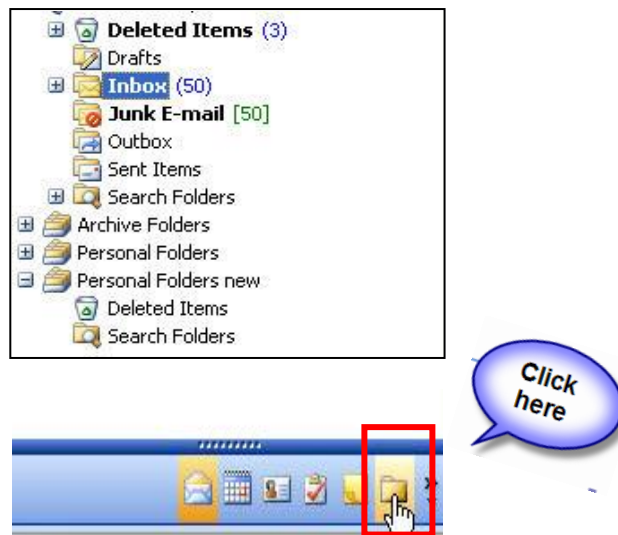 Deleted Items (3)
Drafts
Inbox (50)
Junk E-mail [50]
Outbox
Sent Items
Search Folders
Archive Folders
Personal Folders
Personal Folders new
Deleted Items
Search Folders
Click
here